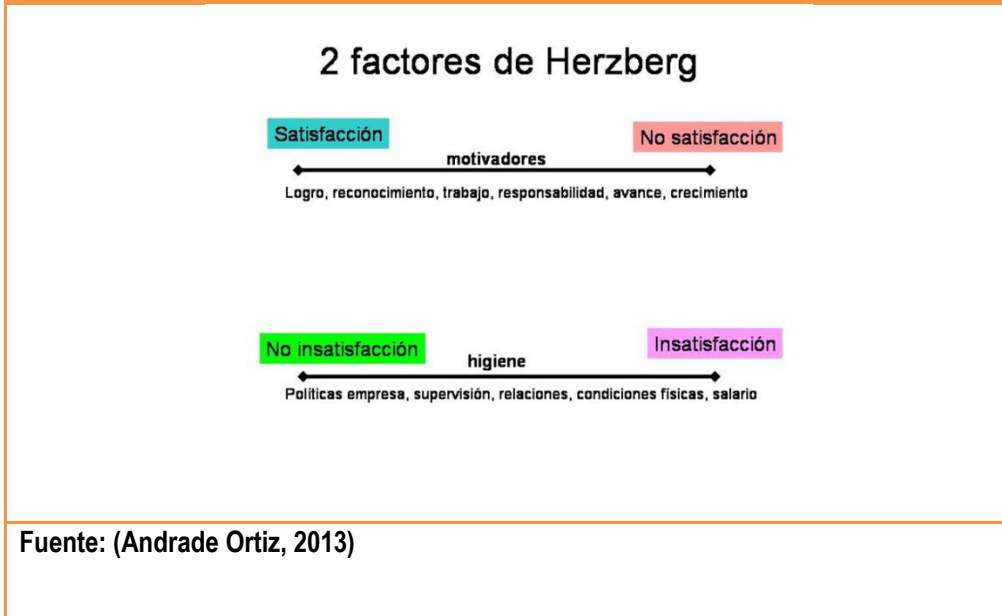 2 factores de Herzberg
Satisfacción
No satisfacción
motivadores
Logro, reconocimiento, trabajo, responsabilidad, avance, crecimiento
No insatisfacción
Insatisfacción
higiene
Políticas empresa, supervisión, relaciones, condiciones físicas, salario
Fuente: (Andrade Ortiz, 2013)